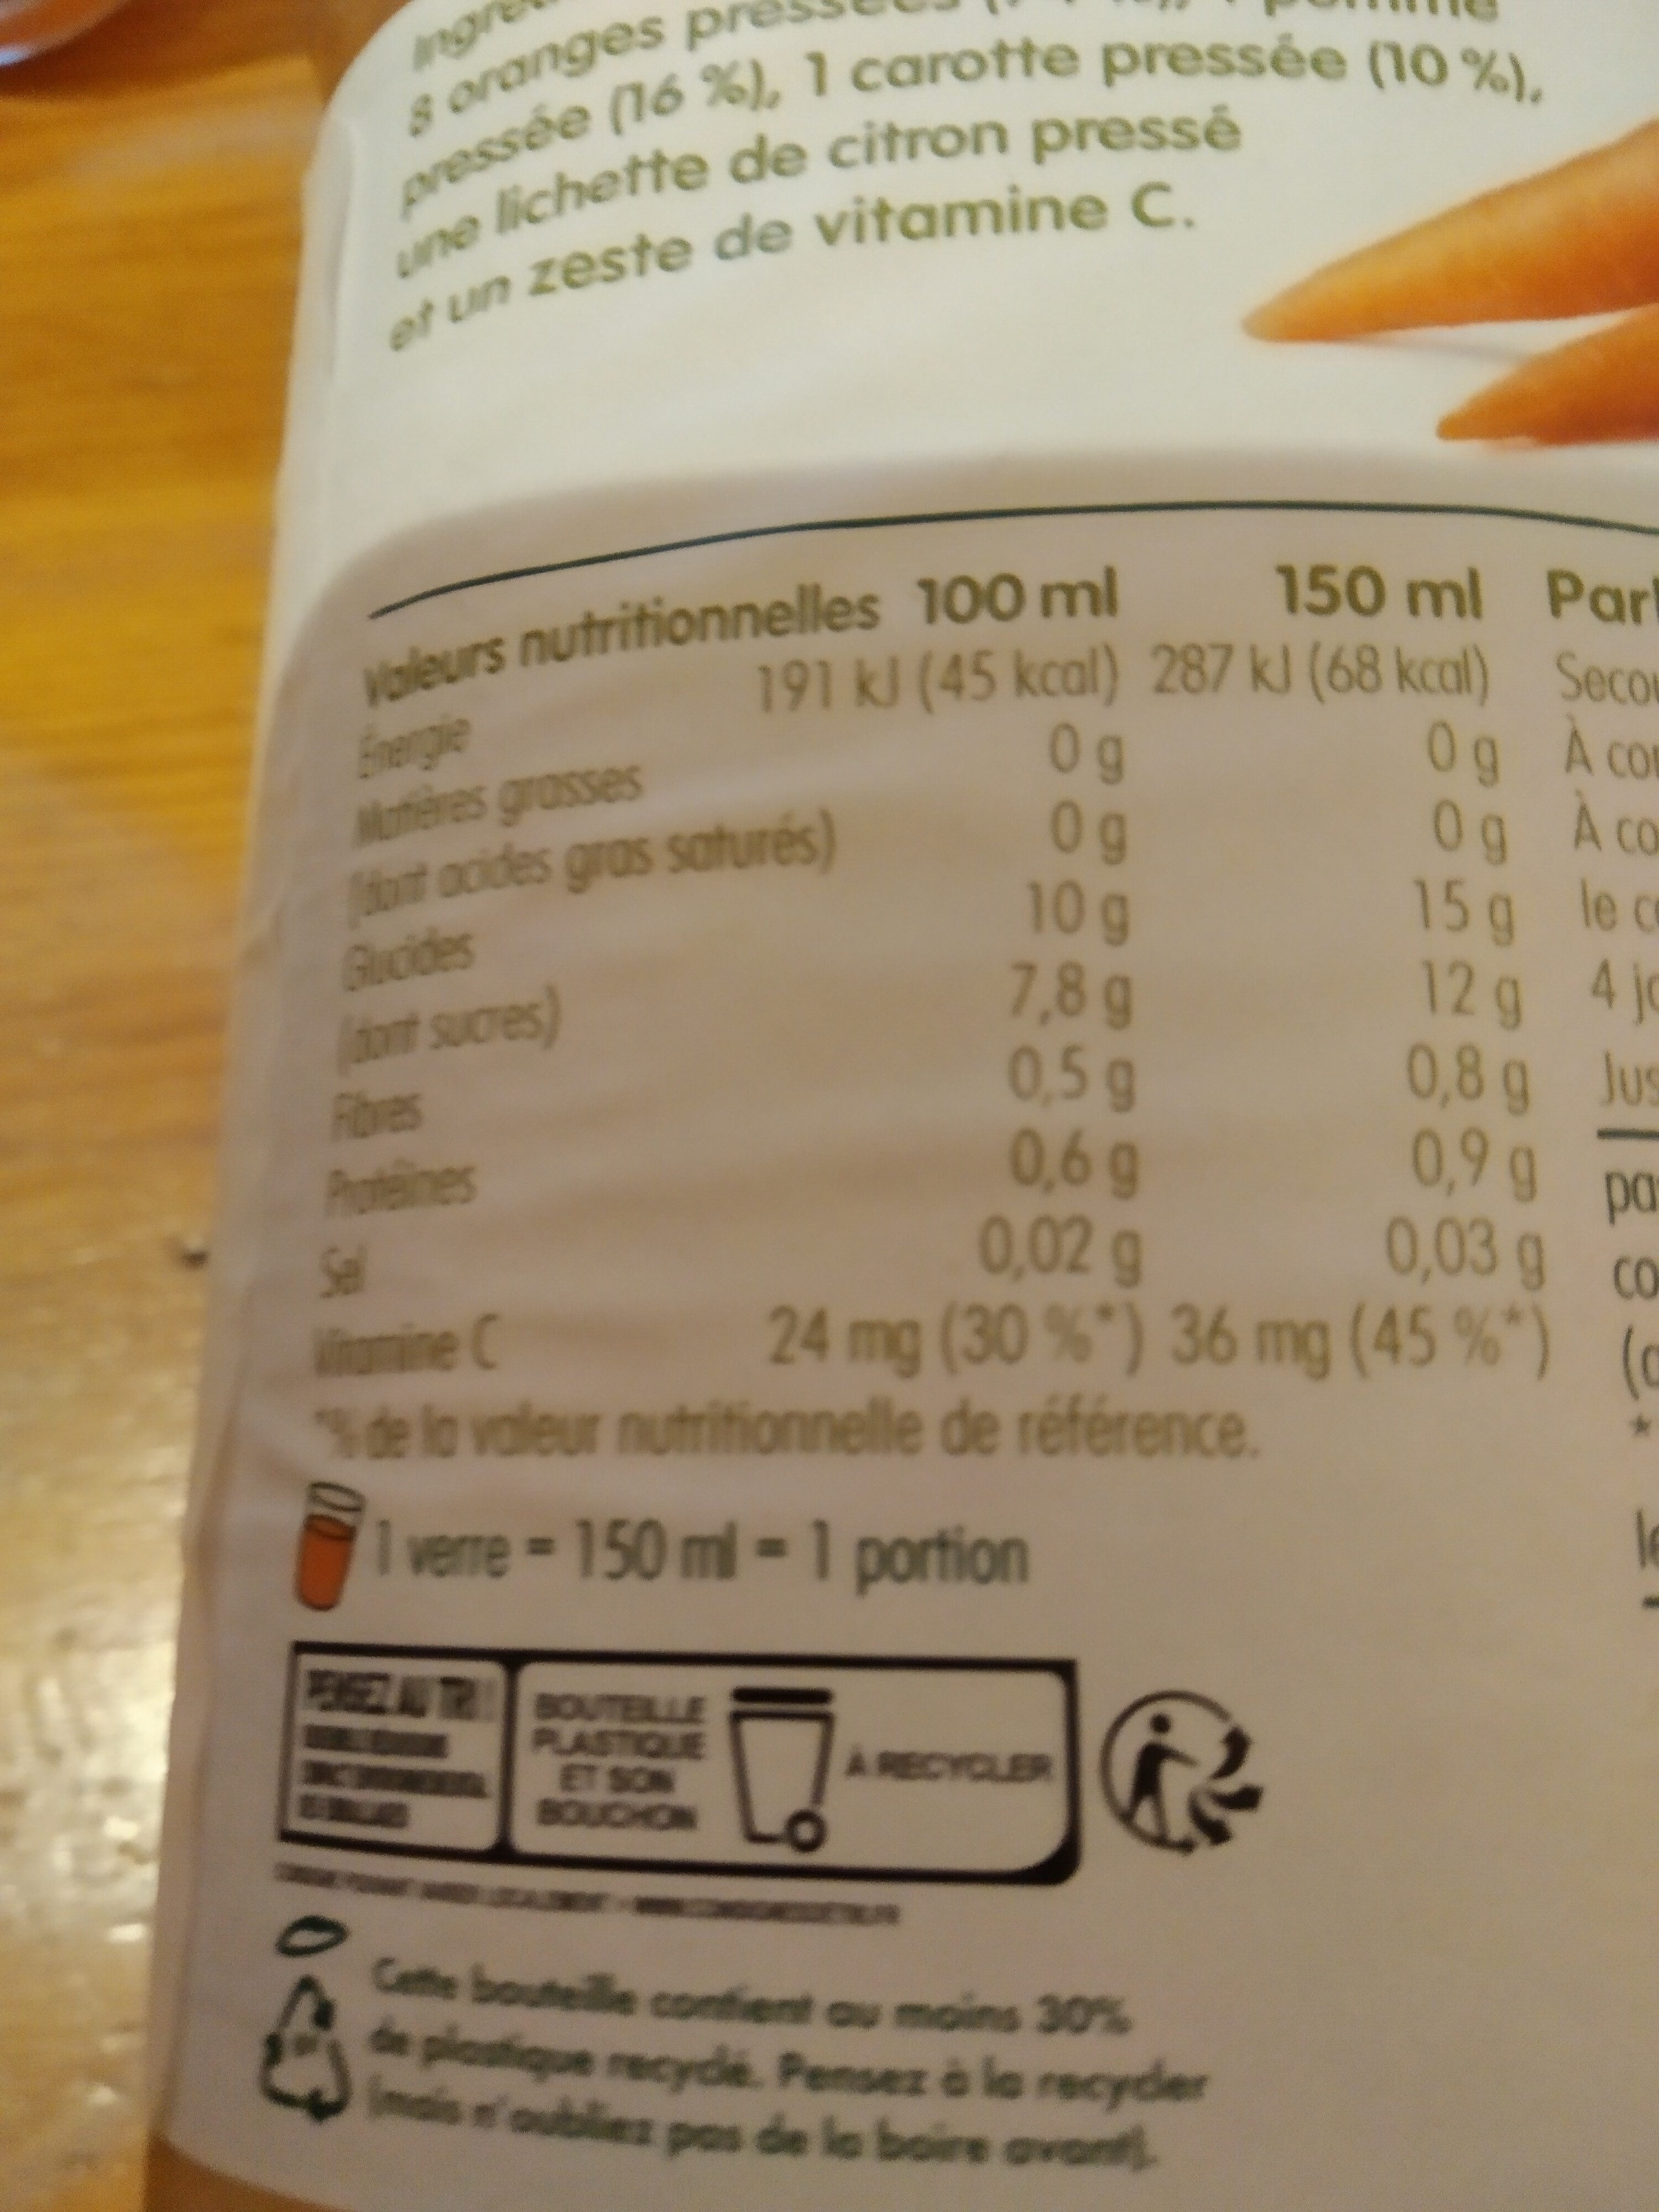 8 oranges pressées
pressée (16 %), 1 carotte pressée (10 %),
une lichette de citron pressé
et un zeste de vitamine C.
Valeurs nutritionnelles 100 ml 150 ml
Énergie 191 kJ (45 kcal) 287 kJ (68 kcal)
Matières grasses 0 g 0 g À
(dont acides gras saturés) 0 g 0 g À
Glucides 10 g 15 g le
(dont sucres) 7,8 g 12 g 4
Fibres 0,5 g 0,8 g
Protéines 0,6 g 0,9 g
Sel 0,02 g 0,03 g
Vitamine C 24 mg (30 %*) 36 mg (45 %*)
*% de la valeur nutritionnelle de référence.
1 verre = 150 ml = 1 portion
PENSEZ AU TRI !
BOUTEILLE
PLASTIQUE
ET SON
BOUCHON
À RECYCLER
Cette bouteille contient au moins 30%
de plastique recyclé. Pensez à la recycler
(mais n'oubliez pas de la boire avant).